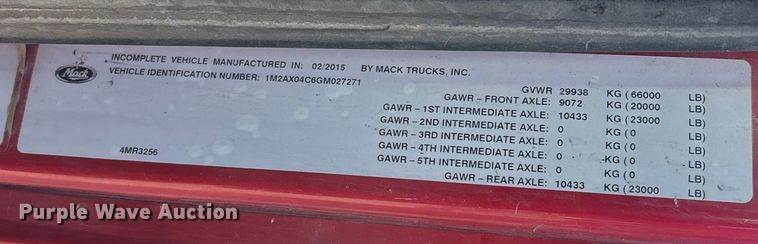 Mack
INCOMPLETE VEHICLE MANUFACTURED IN: 02/2015 BY MACK TRUCKS, INC.
VEHICLE IDENTIFICATION NUMBER: 1M2AX04C6GM027271
GVWR 29938 KG ( 66000 LB)
GAWR – FRONT AXLE: 9072 KG ( 20000 LB)
GAWR – 1ST INTERMEDIATE AXLE: 10433 KG ( 23000 LB)
GAWR – 2ND INTERMEDIATE AXLE: 0 KG ( 0 LB)
GAWR – 3RD INTERMEDIATE AXLE: 0 KG ( 0 LB)
GAWR – 4TH INTERMEDIATE AXLE: 0 KG ( 0 LB)
GAWR – 5TH INTERMEDIATE AXLE: 0 KG ( 0 LB)
GAWR – REAR AXLE: 10433 KG ( 23000 LB)
4MR3256
Purple Wave Auction